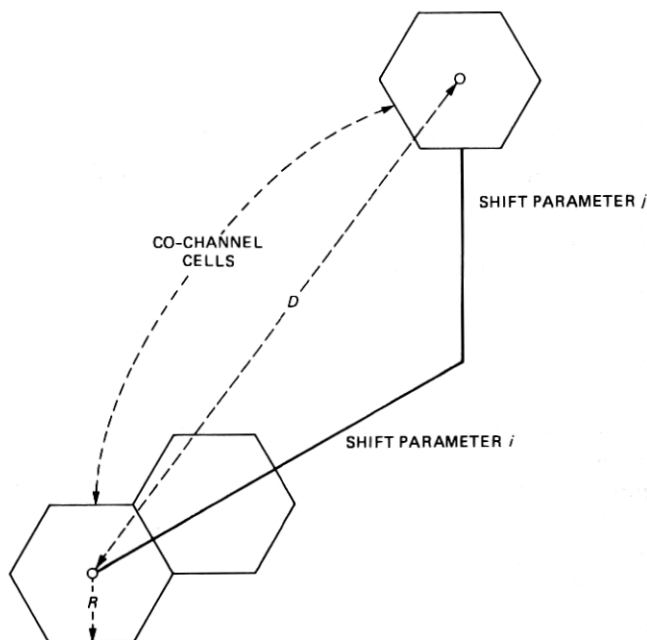 SHIFT PARAMETER j
CO-CHANNEL
CELLS
D
SHIFT PARAMETER i
R